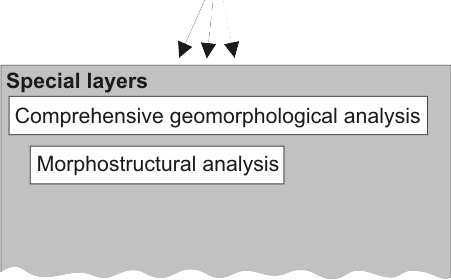 Special layers
Comprehensive geomorphological analysis
Morphostructural analysis